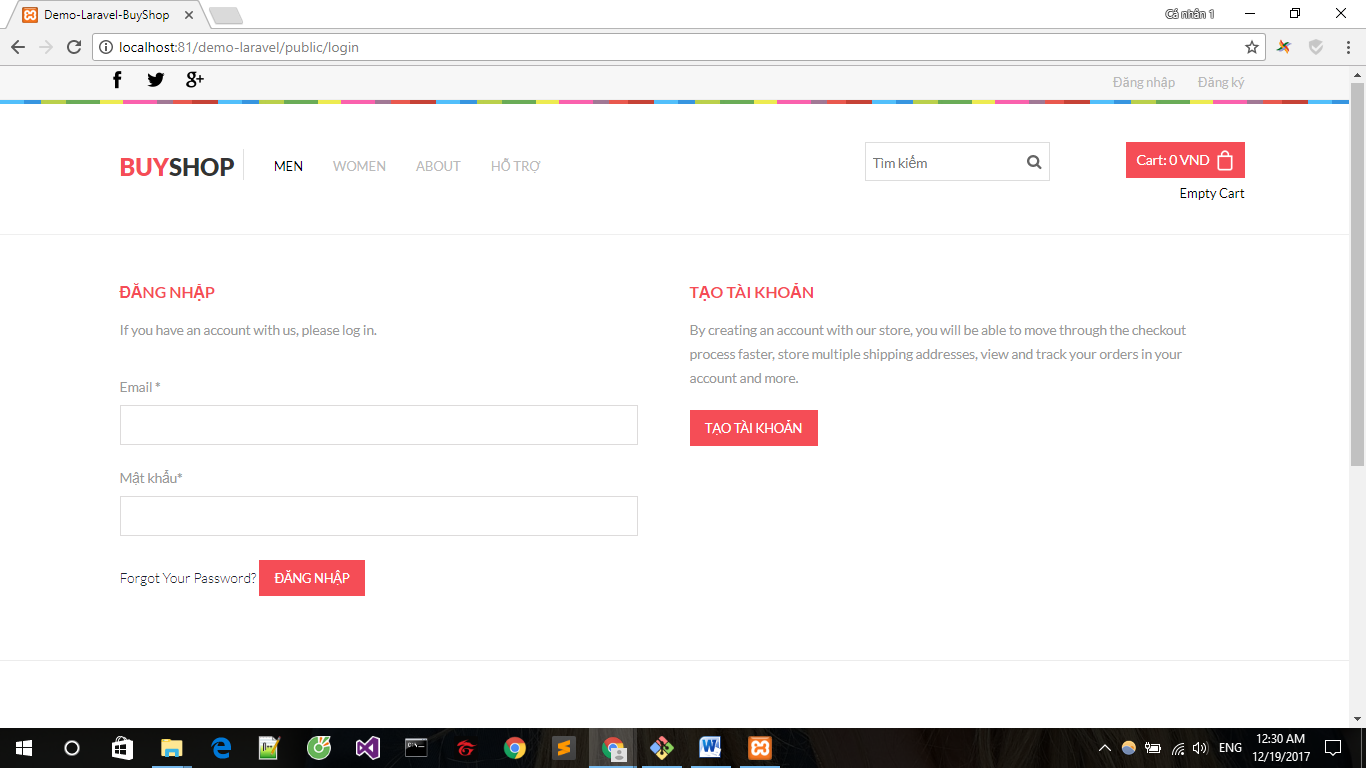 Demo-Laravel-BuyShop
Cá nhân 1
localhost:81/demo-laravel/public/login
Đăng nhập Đăng ký
BUYSHOP MEN WOMEN ABOUT HỖ TRỢ Tìm kiếm Cart: 0 VND
Empty Cart
ĐĂNG NHẬP
If you have an account with us, please log in.
Email *
Mật khẩu*
Forgot Your Password? ĐĂNG NHẬP
TẠO TÀI KHOẢN
By creating an account with our store, you will be able to move through the checkout
process faster, store multiple shipping addresses, view and track your orders in your
account and more.
TẠO TÀI KHOẢN
ENG
12:30 AM
12/19/2017